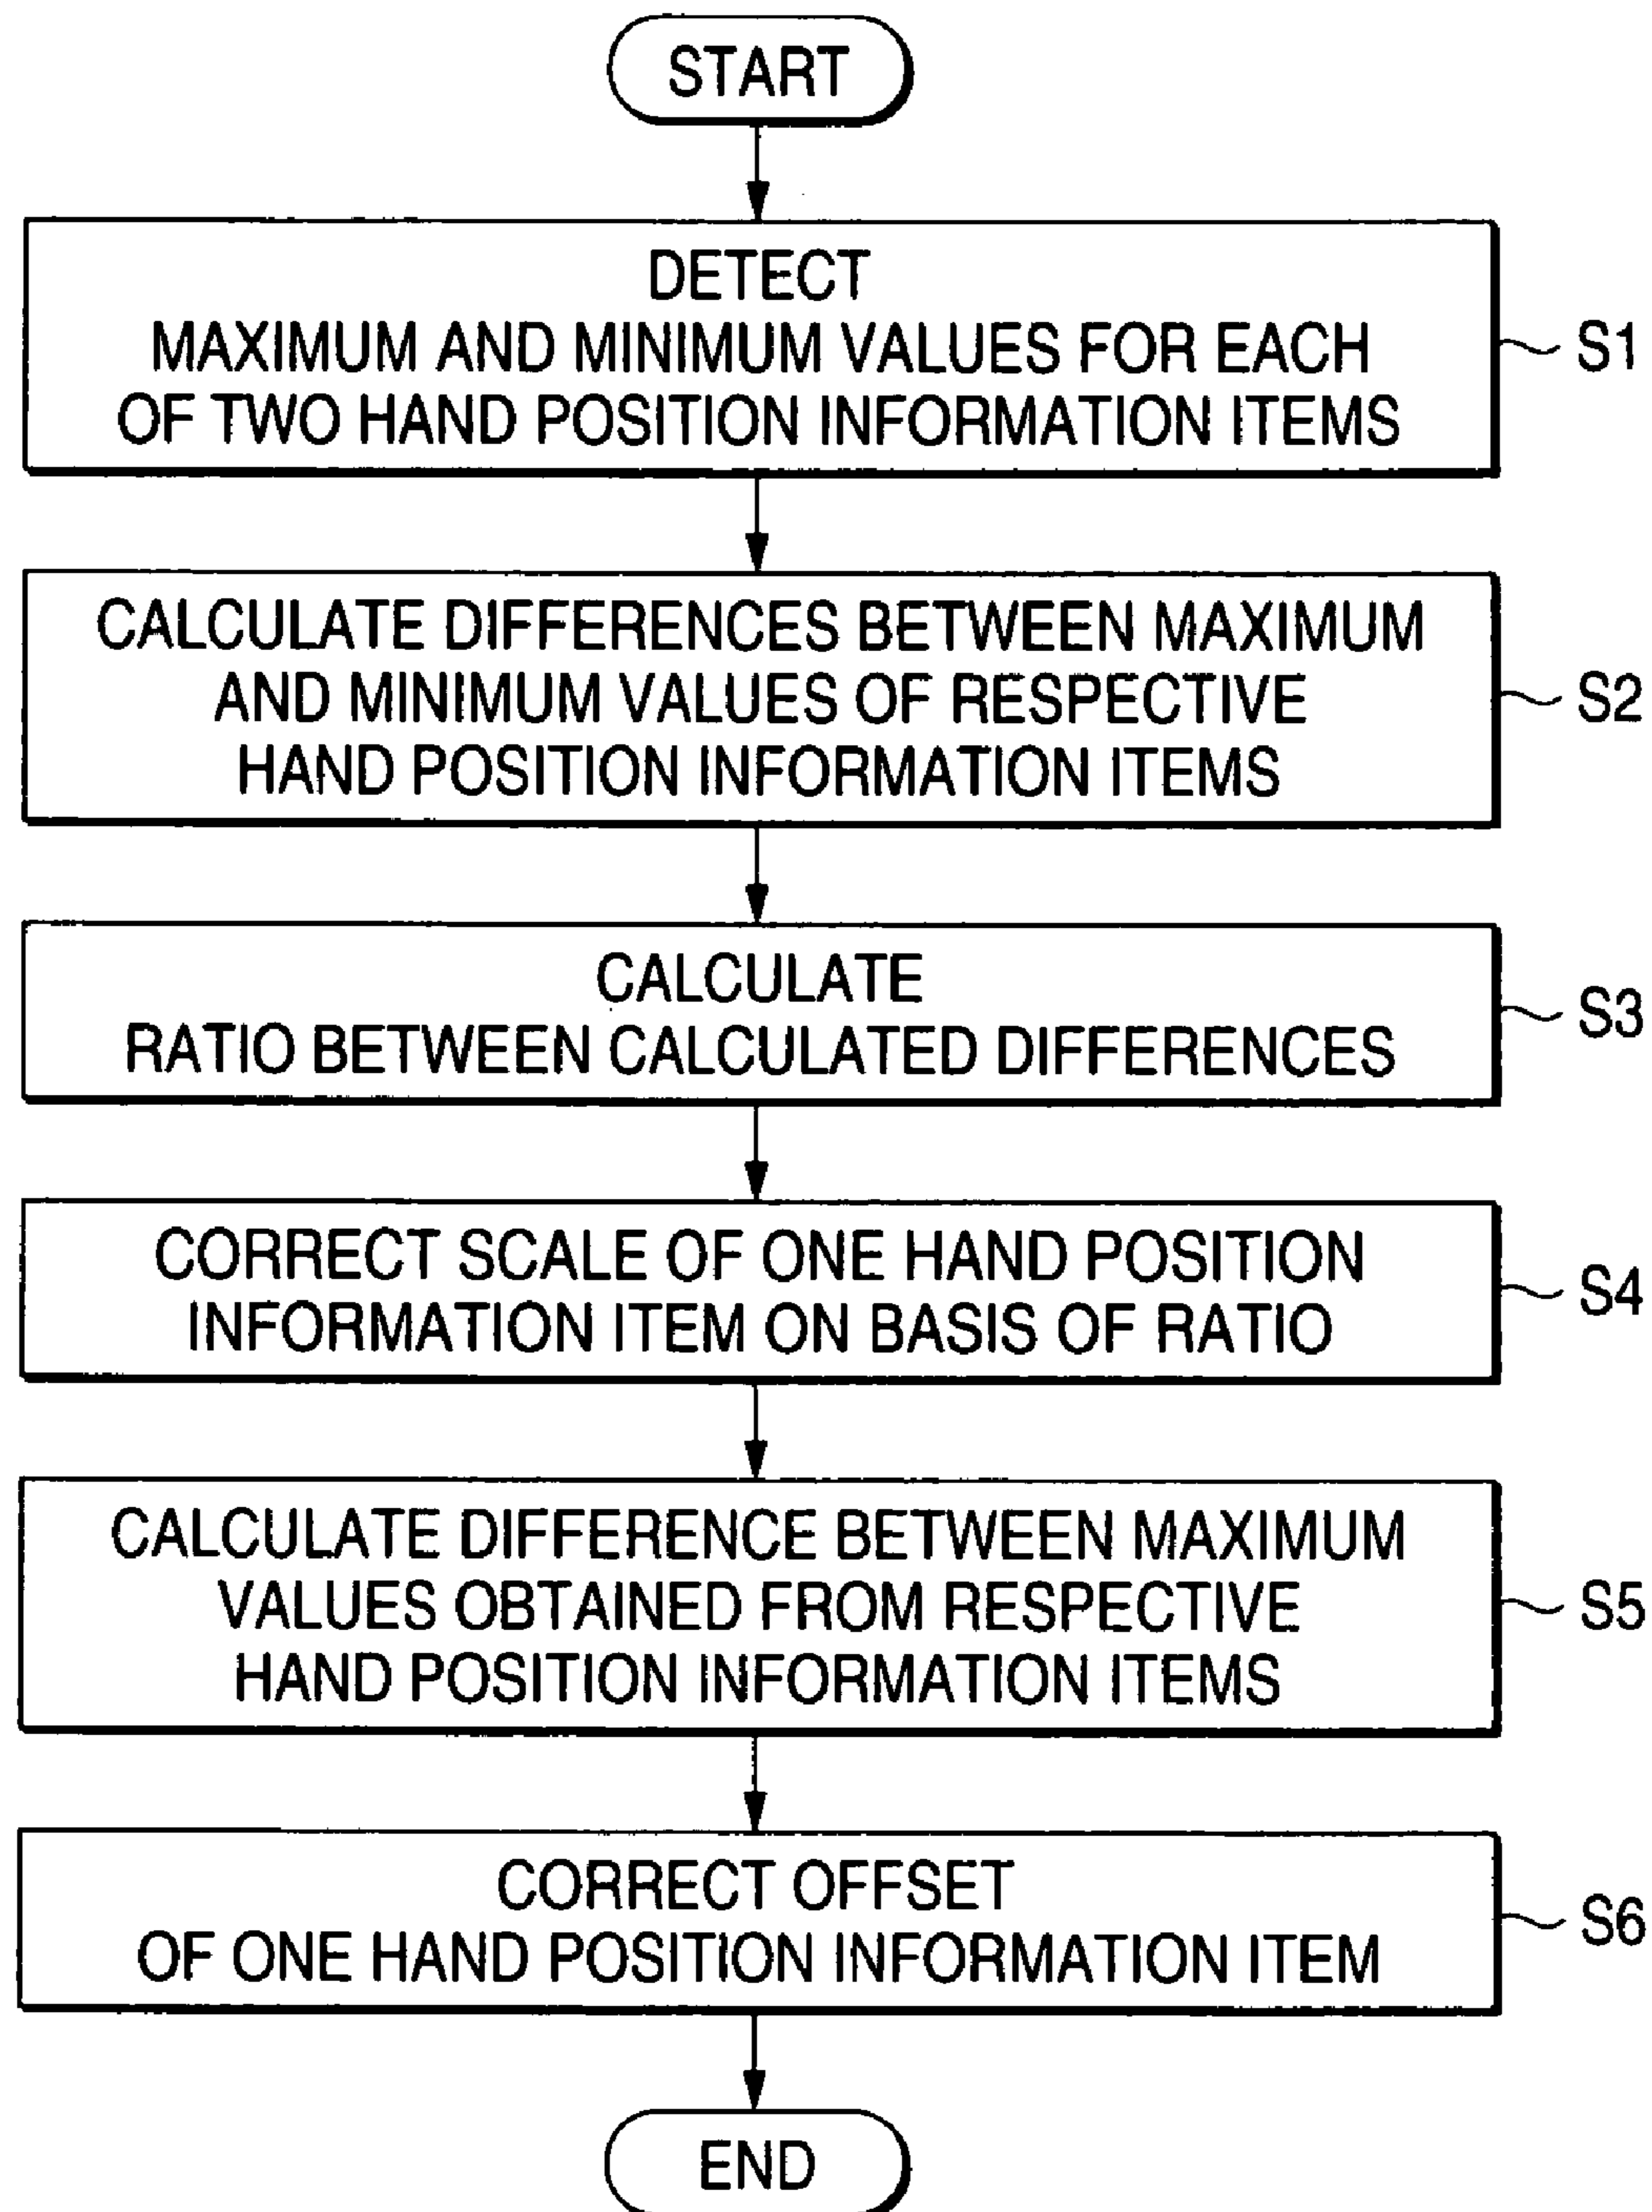 START
DETECT
MAXIMUM AND MINIMUM VALUES FOR EACH
OF TWO HAND POSITION INFORMATION ITEMS
S1
CALCULATE DIFFERENCES BETWEEN MAXIMUM
AND MINIMUM VALUES OF RESPECTIVE
HAND POSITION INFORMATION ITEMS
S2
CALCULATE
RATIO BETWEEN CALCULATED DIFFERENCES
S3
CORRECT SCALE OF ONE HAND POSITION
INFORMATION ITEM ON BASIS OF RATIO
S4
CALCULATE DIFFERENCE BETWEEN MAXIMUM
VALUES OBTAINED FROM RESPECTIVE
HAND POSITION INFORMATION ITEMS
S5
CORRECT OFFSET
OF ONE HAND POSITION INFORMATION ITEM
S6
END